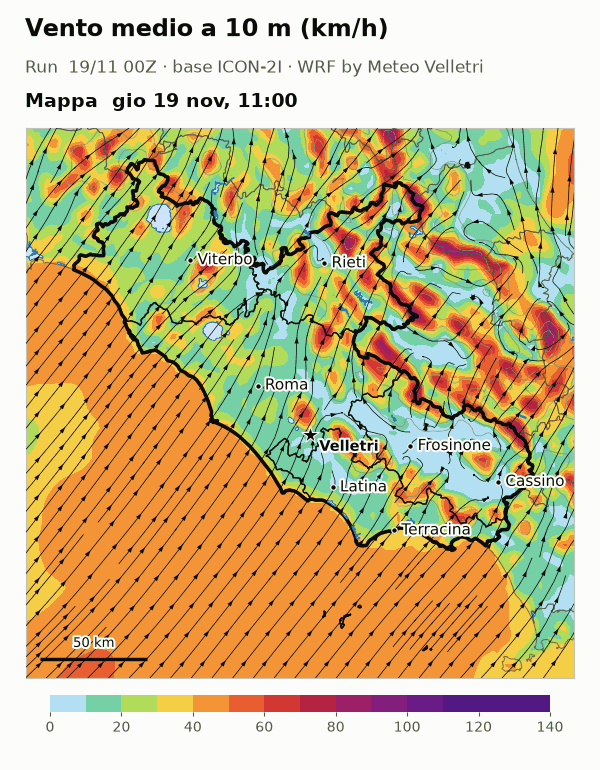 Vento medio a 10 m (km/h)
Run  19/11 00Z · base ICON-2I · WRF by Meteo Velletri
Mappa  gio 19 nov, 11:00
Viterbo
Rieti
Roma
Velletri
Frosinone
Cassino
Latina
Terracina
50 km
0 20 40 60 80 100 120 140